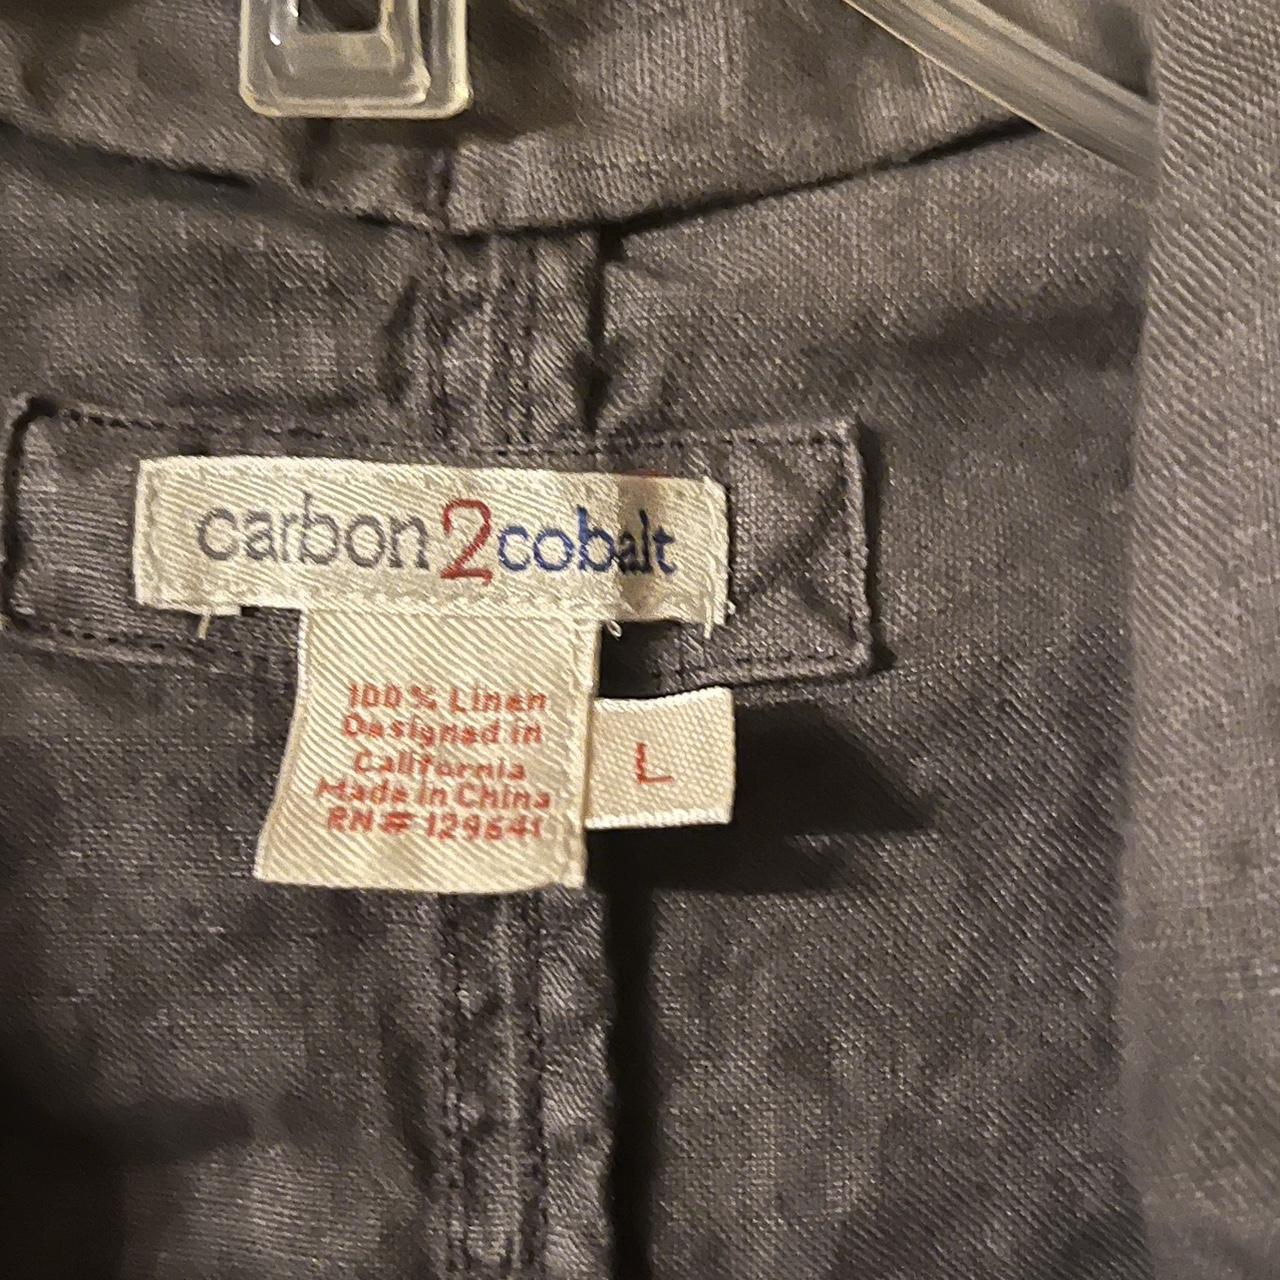 carbon2cobalt
100% Linen
Designed in
California
Made in China
RN# 129641
L